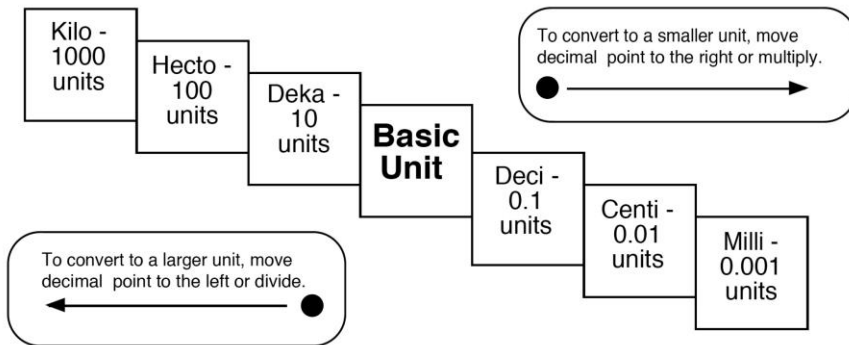 Kilo -
1000
units
Hecto -
100
units
Deka -
10
units
Basic
Unit
Deci -
0.1
units
Centi -
0.01
units
Milli -
0.001
units
To convert to a smaller unit, move
decimal point to the right or multiply.
To convert to a larger unit, move
decimal point to the left or divide.